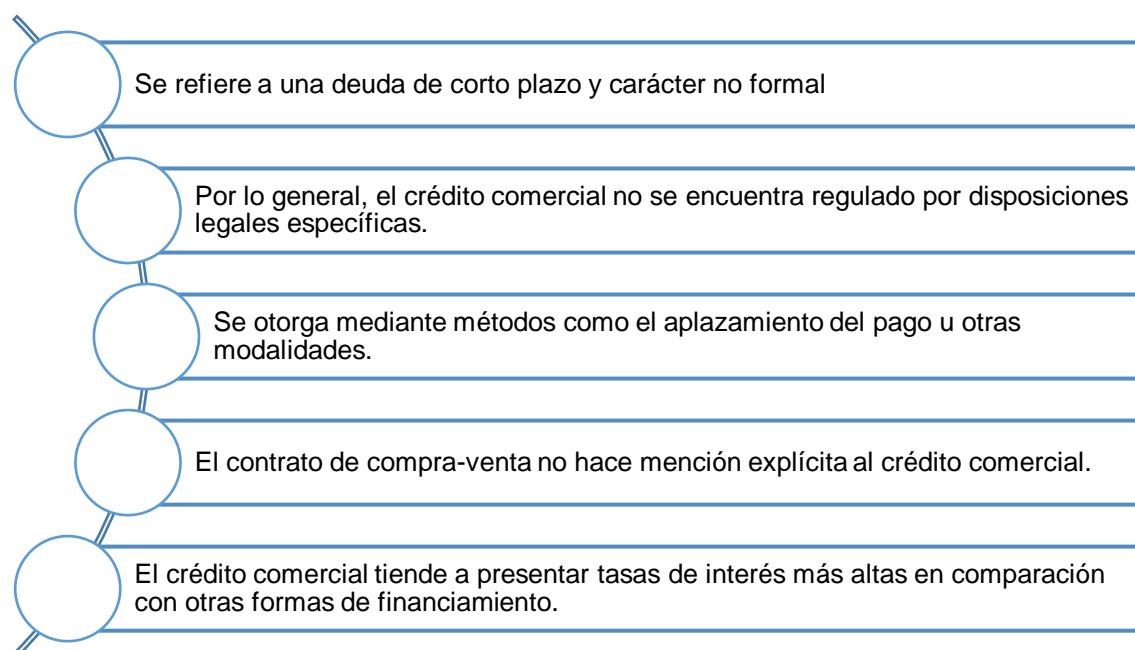 Se refiere a una deuda de corto plazo y carácter no formal
Por lo general, el crédito comercial no se encuentra regulado por disposiciones
legales específicas.
Se otorga mediante métodos como el aplazamiento del pago u otras
modalidades.
El contrato de compra-venta no hace mención explícita al crédito comercial.
El crédito comercial tiende a presentar tasas de interés más altas en comparación
con otras formas de financiamiento.